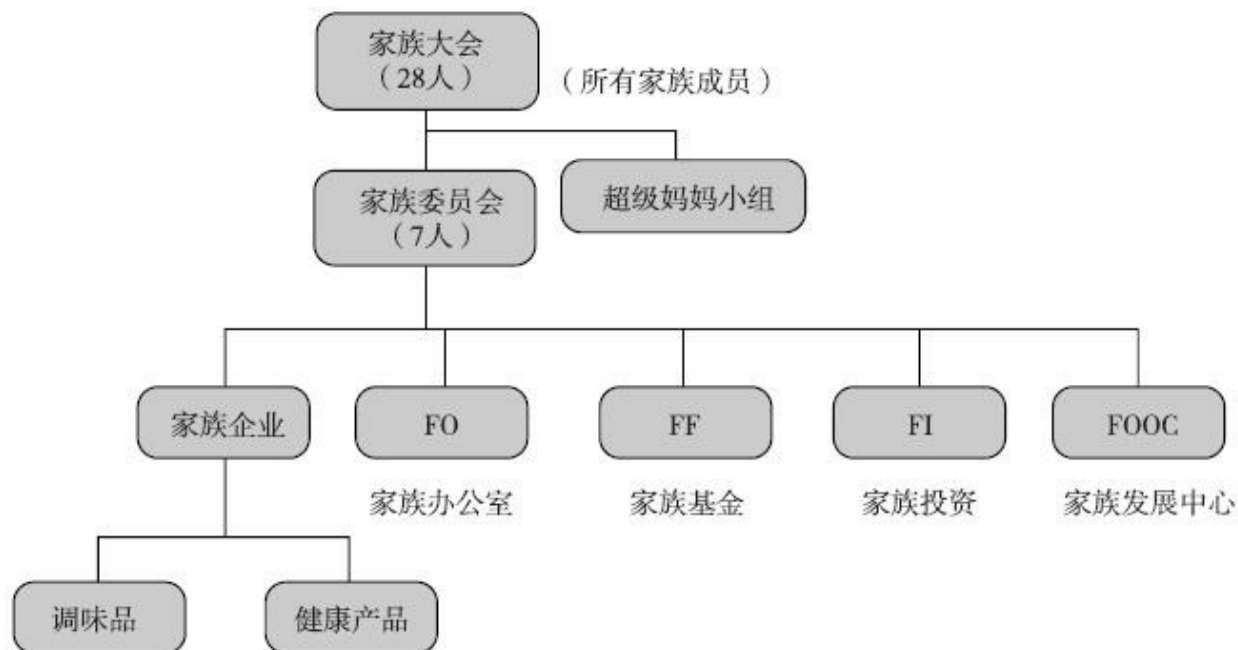 家族大会
（28人）
（所有家族成员）
家族委员会
（7人）
超级妈妈小组
家族企业
FO
FF
FI
FOOC
家族办公室
家族基金
家族投资
家族发展中心
调味品
健康产品